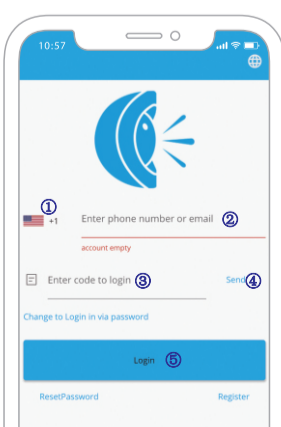 10:57
①
+1 Enter phone number or email ②
account empty
Enter code to login ③ Send ④
Change to Login in via password
Login ⑤
ResetPassword Register